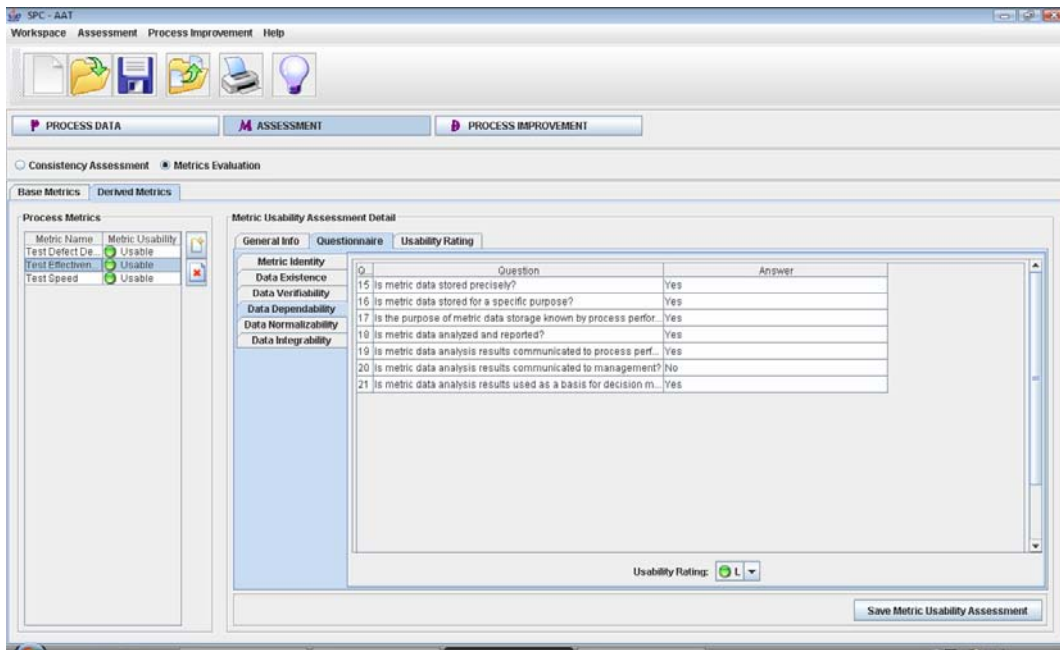 SPC - AAT
Workspace Assessment Process Improvement Help
P PROCESS DATA M ASSESSMENT PROCESS IMPROVEMENT
Consistency Assessment Metrics Evaluation
Base Metrics Derived Metrics
Process Metrics
Metric Name Metric Usability
Test Defect De... Usable
Test Effectiven... Usable
Test Speed Usable
Metric Usability Assessment Detail
General Info Questionnaire Usability Rating
Metric Identity
Data Existence
Data Verifiability
Data Dependability
Data Normalizability
Data Integrability
Q... Question Answer
15 Is metric data stored precisely? Yes
16 Is metric data stored for a specific purpose? Yes
17 Is the purpose of metric data storage known by process perfor... Yes
18 Is metric data analyzed and reported? Yes
19 Is metric data analysis results communicated to process perf... Yes
20 Is metric data analysis results communicated to management? No
21 Is metric data analysis results used as a basis for decision m... Yes
Usability Rating: L
Save Metric Usability Assessment